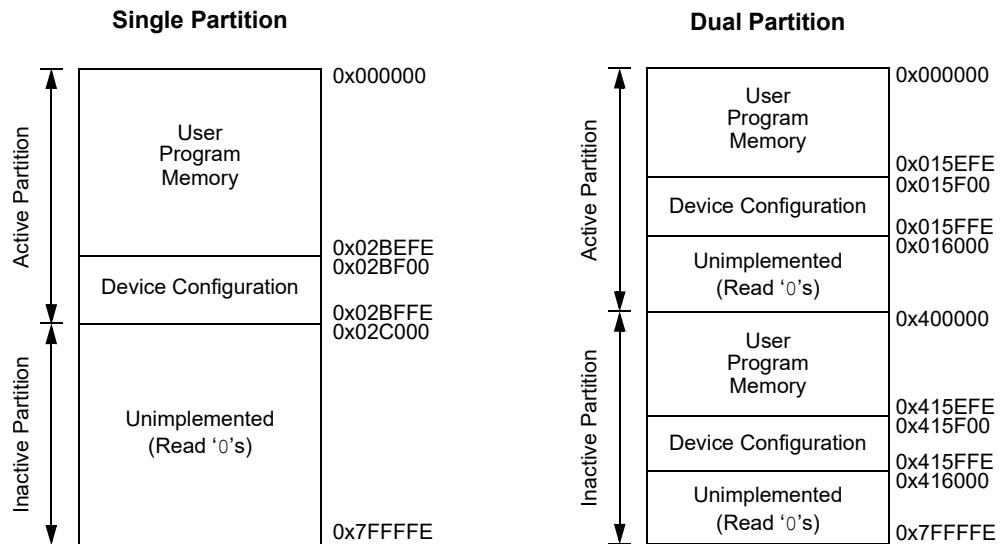 Single Partition
Active Partition
Inactive Partition
User
Program
Memory
Device Configuration
Unimplemented
(Read ‘0’s)
0x000000
0x02BEFE
0x02BF00
0x02BFFE
0x02C000
0x7FFFFE
Dual Partition
Active Partition
Inactive Partition
User
Program
Memory
Device Configuration
Unimplemented
(Read ‘0’s)
User
Program
Memory
Device Configuration
Unimplemented
(Read ‘0’s)
0x000000
0x015EFE
0x015F00
0x015FFE
0x016000
0x400000
0x415EFE
0x415F00
0x415FFE
0x416000
0x7FFFFE